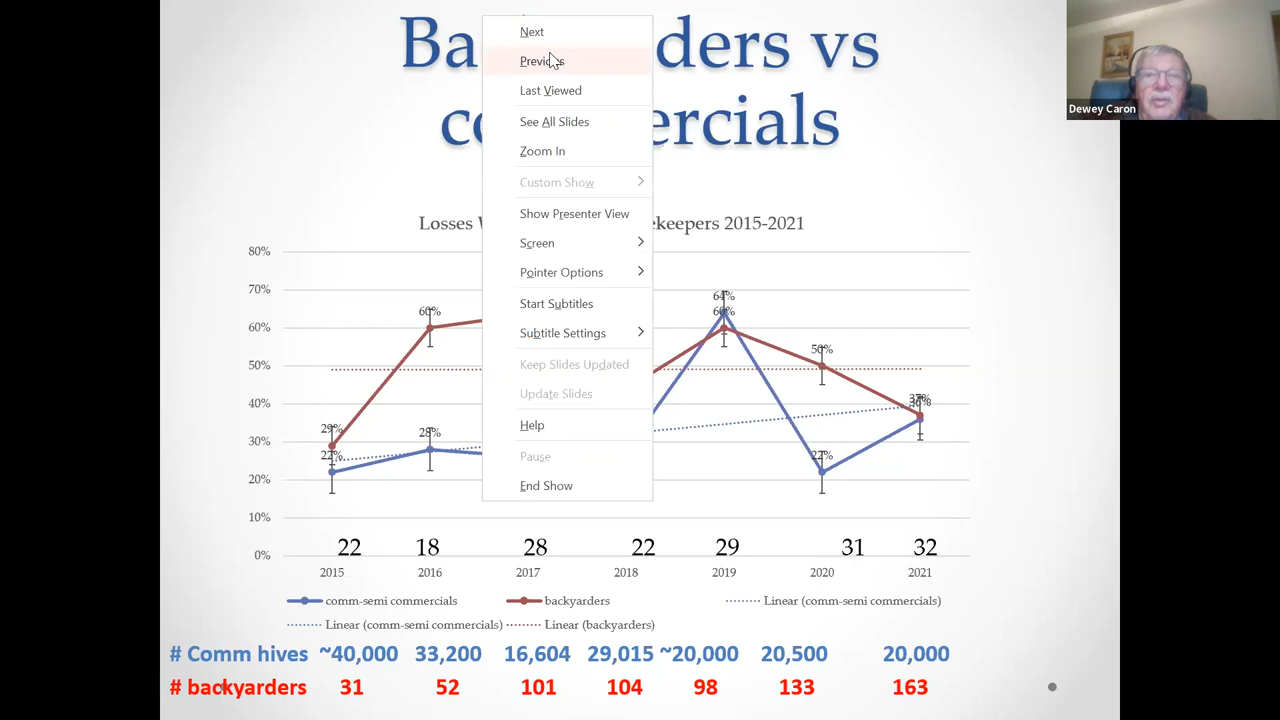 Ba ders vs
co ercials
Next
Previous
Last Viewed
See All Slides
Zoom In
Custom Show
Show Presenter View
Screen
Pointer Options
Start Subtitles
Subtitle Settings
Keep Slides Updated
Update Slides
Help
Pause
End Show
Dewey Caron
Losses W ekeepers 2015-2021
80%
70%
60%
50%
40%
30%
20%
10%
0%
29%
22%
60%
28%
64%
60%
50%
22%
37%
36%
22 18 28 22 29 31 32
2015 2016 2017 2018 2019 2020 2021
comm-semi commercials backyarders Linear (comm-semi commercials)
Linear (comm-semi commercials) Linear (backyarders)
# Comm hives ~40,000 33,200 16,604 29,015 ~20,000 20,500 20,000
# backyarders 31 52 101 104 98 133 163